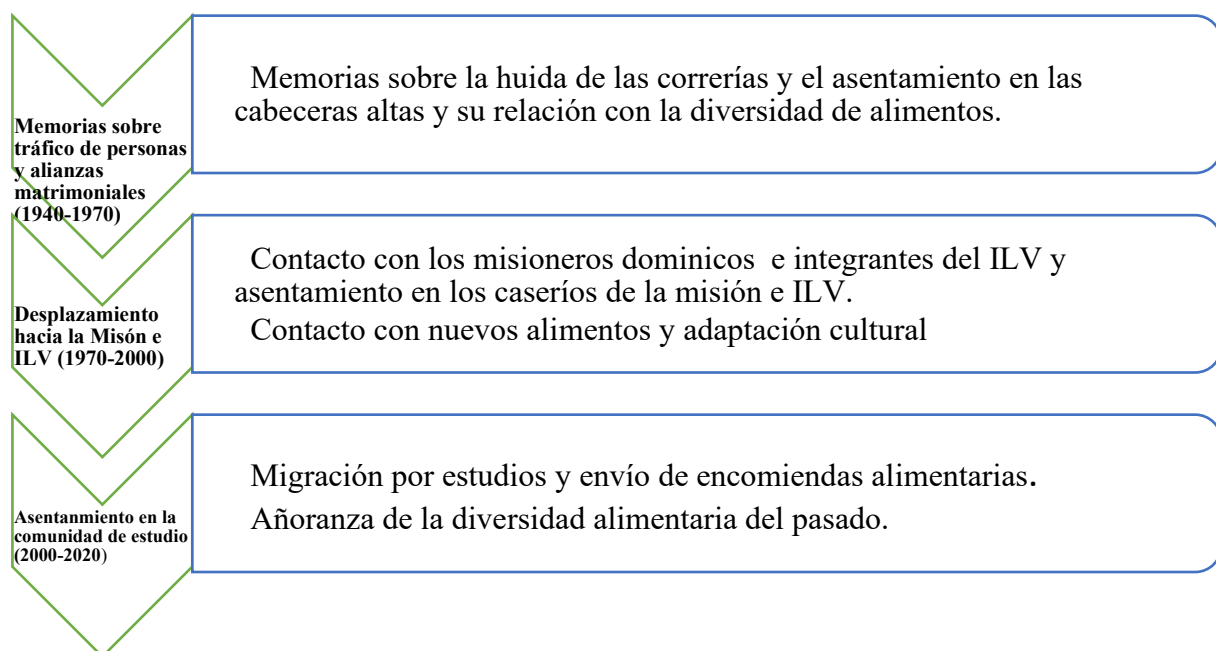 Memorias sobre
tráfico de personas
y alianzas
matrimoniales
(1940-1970)
Memorias sobre la huida de las correrías y el asentamiento en las
cabeceras altas y su relación con la diversidad de alimentos.
Desplazamiento
hacia la Misón e
ILV (1970-2000)
Contacto con los misioneros dominicos e integrantes del ILV y
asentamiento en los caseríos de la misión e ILV.
Contacto con nuevos alimentos y adaptación cultural
Asentanmiento en la
comunidad de estudio
(2000-2020)
Migración por estudios y envío de encomiendas alimentarias.
Añoranza de la diversidad alimentaria del pasado.